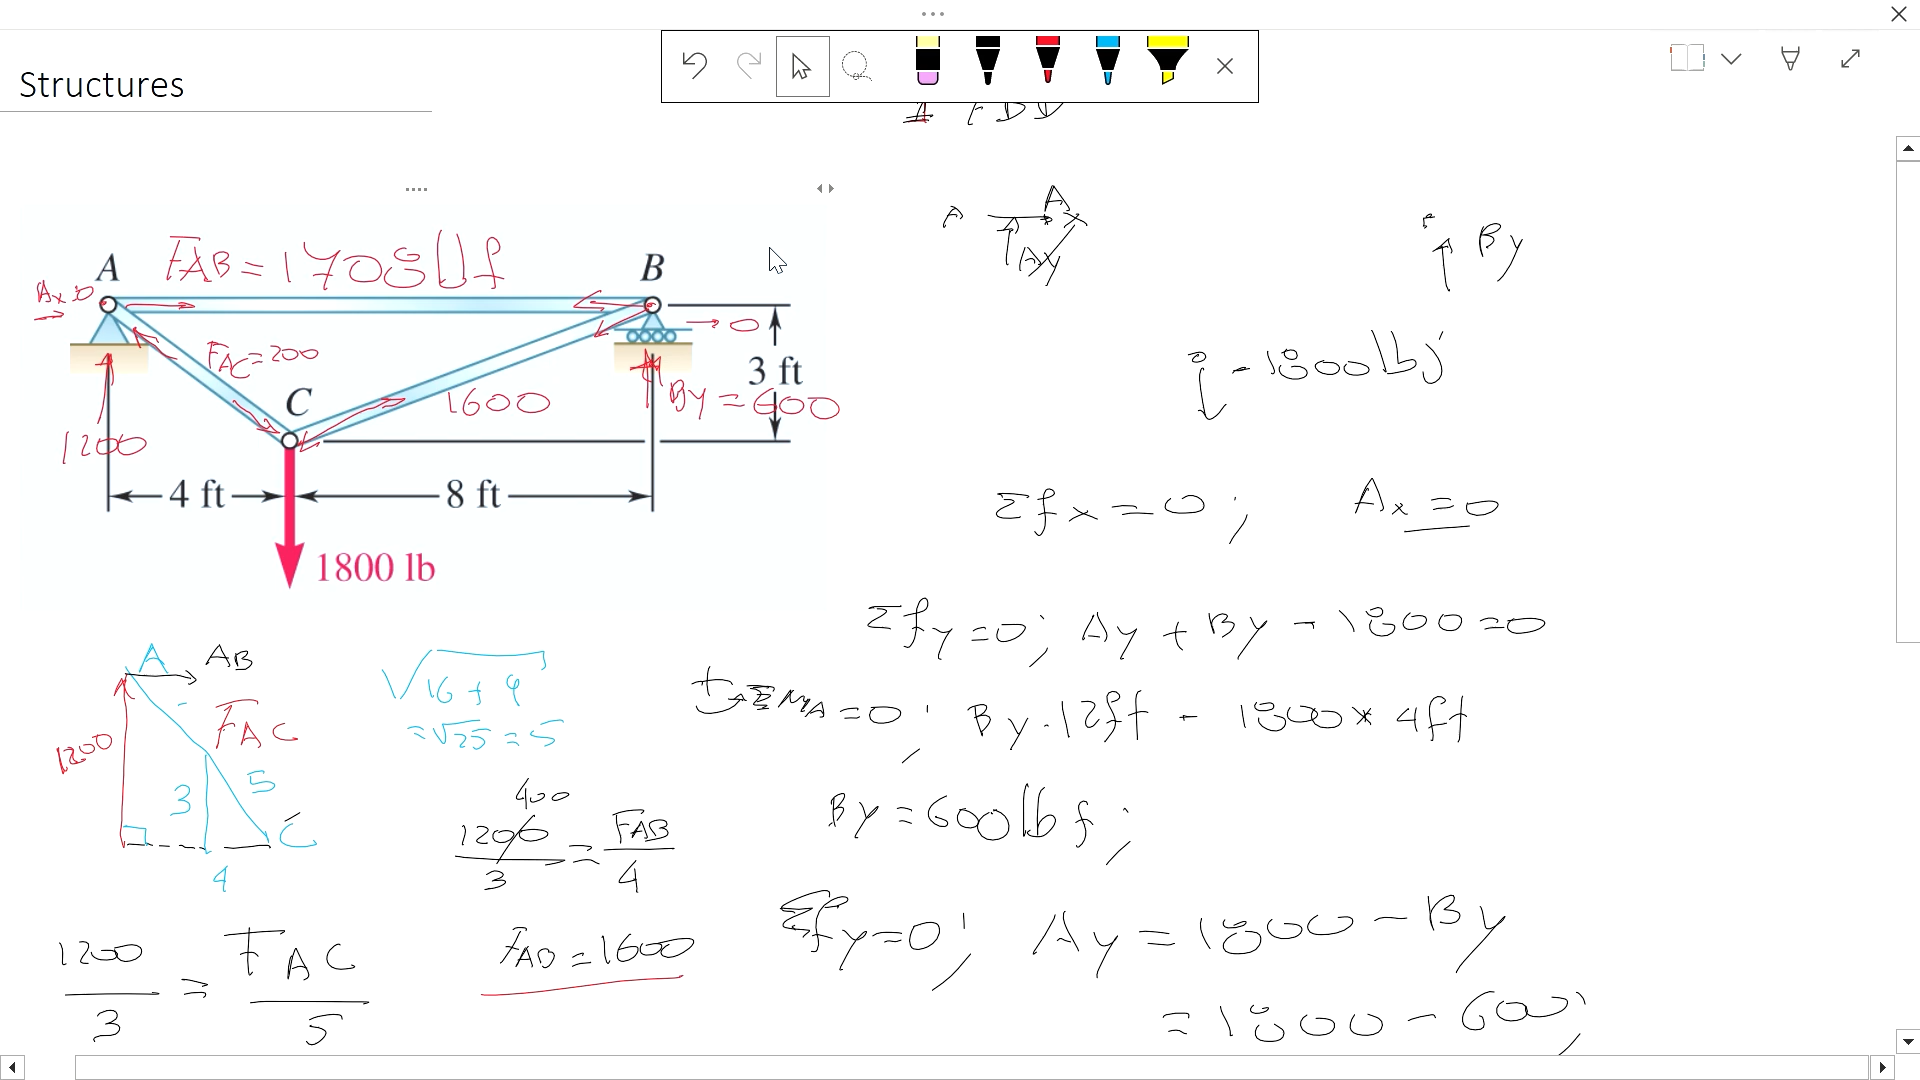 Structures
FBD
FAB = 1708 lbf
A
B
Ax = 0
→ 0
FAC = 200
3 ft
C
1600
By = 600
1200
4 ft
8 ft
1800 lb
A
Ay
By
-1800 lbf
Σfx = 0 ; Ax = 0
Σfy = 0 ; Ay + By - 1800 = 0
+ ΣMA = 0 ; By . 12ft - 1800 * 4ft
By = 600 lbf ;
Σfy = 0 ; Ay = 1800 - By
= 1800 - 600 ;
A AB
FAC
1200
3 5
C
4
√16 + 9
= √25 = 5
400
1200/3 = FAB/4
FAB = 1600
1200/3 = FAC/5